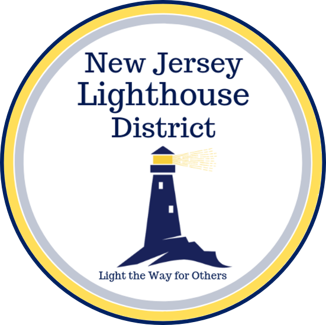 New Jersey
Lighthouse
District
Light the Way for Others